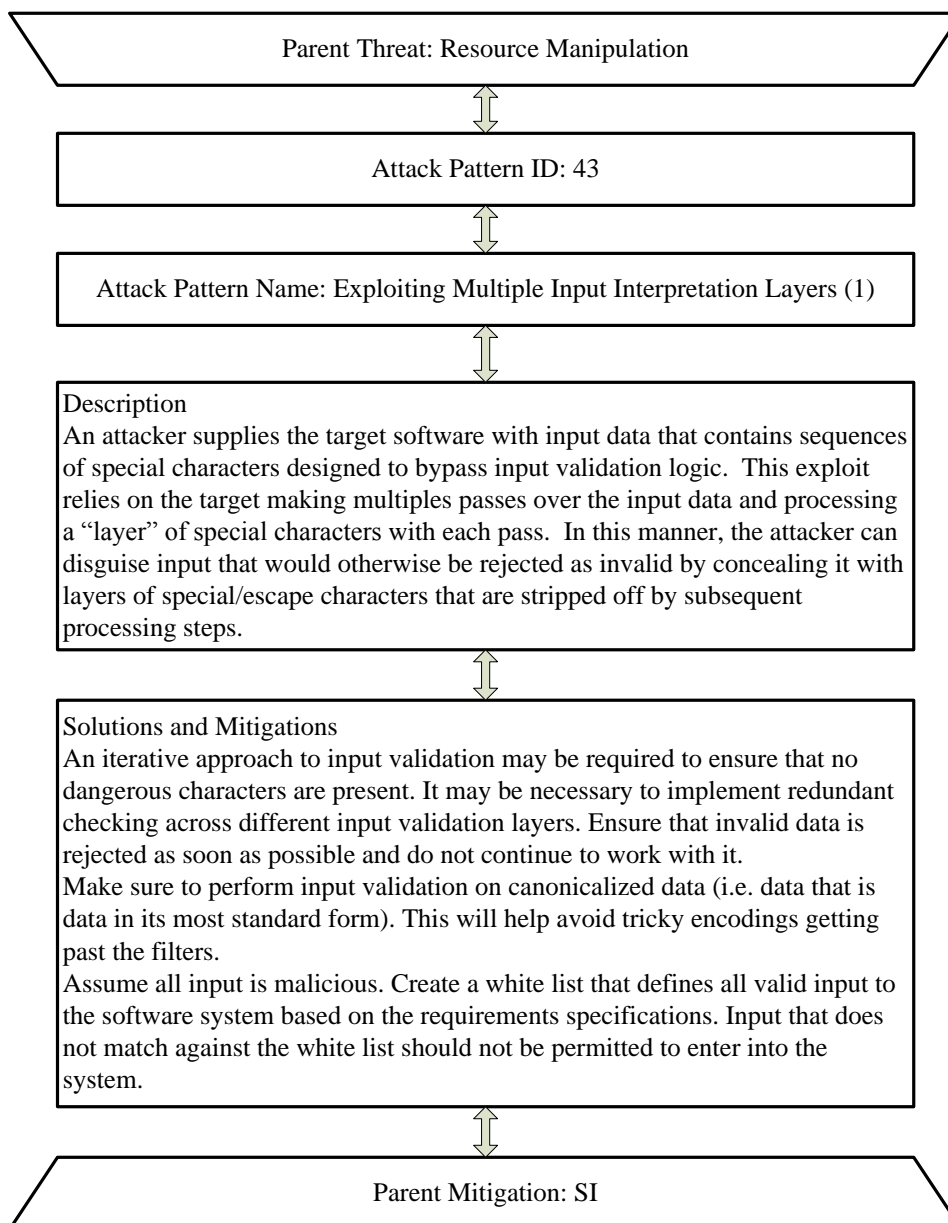 Parent Threat: Resource Manipulation
Attack Pattern ID: 43
Attack Pattern Name: Exploiting Multiple Input Interpretation Layers (1)
Description
An attacker supplies the target software with input data that contains sequences
of special characters designed to bypass input validation logic.  This exploit
relies on the target making multiples passes over the input data and processing
a “layer” of special characters with each pass.  In this manner, the attacker can
disguise input that would otherwise be rejected as invalid by concealing it with
layers of special/escape characters that are stripped off by subsequent
processing steps.
Solutions and Mitigations
An iterative approach to input validation may be required to ensure that no
dangerous characters are present. It may be necessary to implement redundant
checking across different input validation layers. Ensure that invalid data is
rejected as soon as possible and do not continue to work with it.
Make sure to perform input validation on canonicalized data (i.e. data that is
data in its most standard form). This will help avoid tricky encodings getting
past the filters.
Assume all input is malicious. Create a white list that defines all valid input to
the software system based on the requirements specifications. Input that does
not match against the white list should not be permitted to enter into the
system.
Parent Mitigation: SI